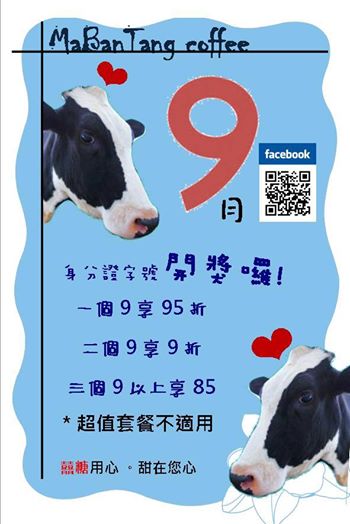 MaBanTang coffee
9月
facebook
身分證字號開獎囉!
一個9享95折
二個9享9折
三個9以上享85
*超值套餐不適用
囍糖用心。甜在您心